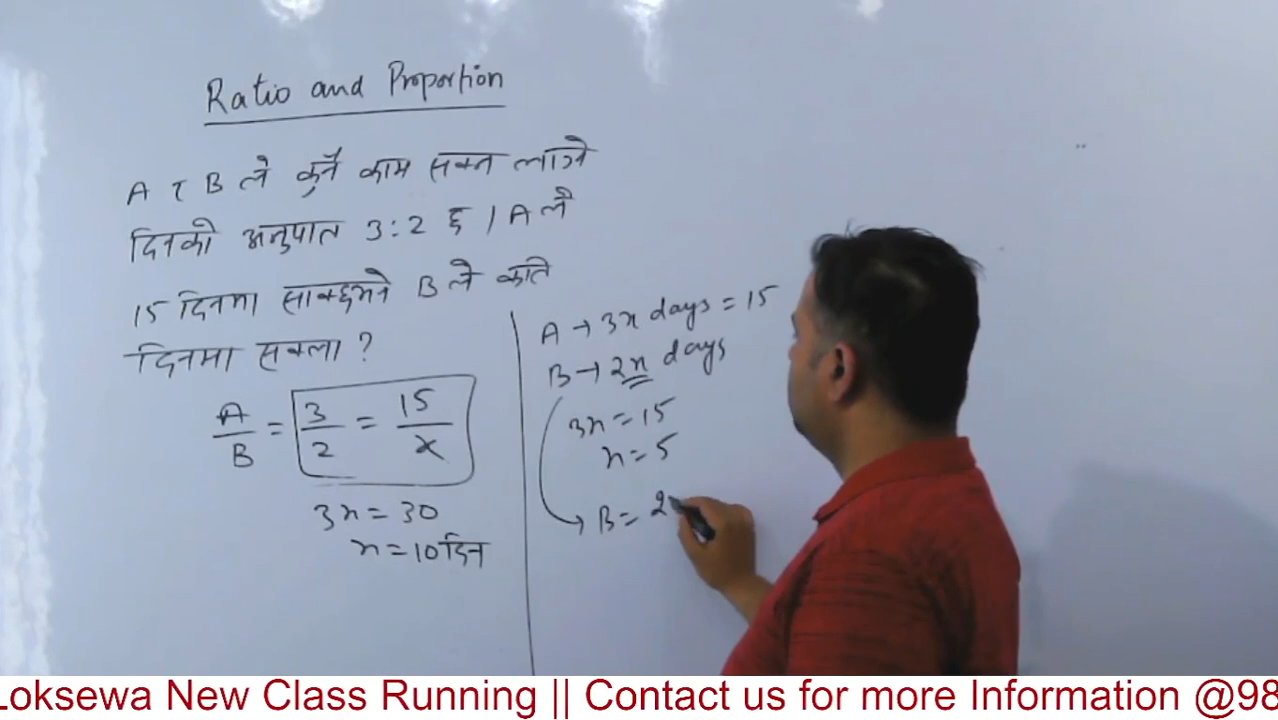 Ratio and Proportion
A र B ले कुनै काम सक्न लाग्ने
दिनको अनुपात 3:2 छ । A ले
15 दिनमा सक्छभने B ले कति
दिनमा सक्ला ?
A/B = 3/2 = 15/x
3x = 30
x = 10 दिन
A → 3x days = 15
B → 2x days
3x = 15
x = 5
B = 2
Loksewa New Class Running || Contact us for more Information @98